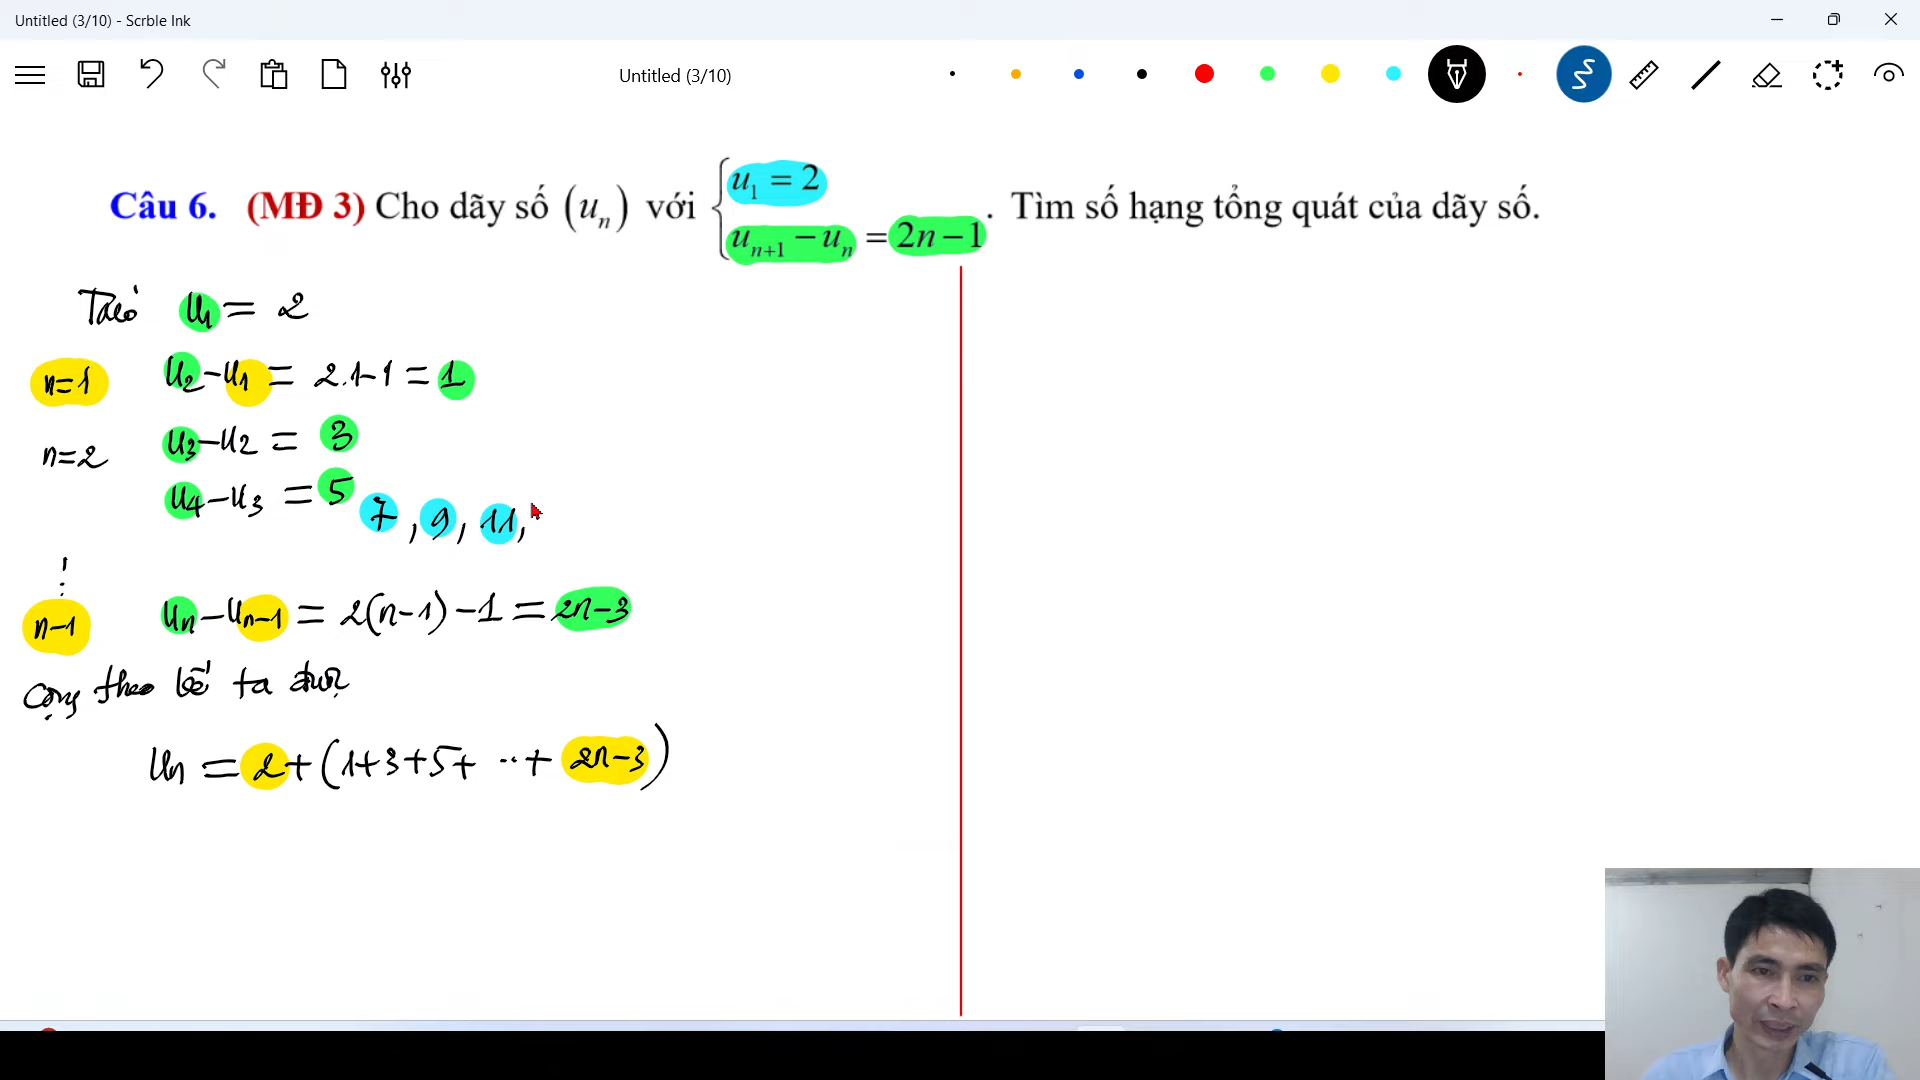 Untitled (3/10) - Scrble Ink
Untitled (3/10)
Câu 6. (MĐ 3) Cho dãy số (uₙ) với { u₁ = 2 ; uₙ₊₁ − uₙ = 2n − 1 . Tìm số hạng tổng quát của dãy số.
u₁ = 2
n=1 u₂ − u₁ = 2.1−1 = 1
n=2 u₃ − u₂ = 3
u₄ − u₃ = 5
7, 9, 11,
⋮
n−1 uₙ − uₙ₋₁ = 2(n−1) −1 = 2n−3
Cộng theo vế ta được
uₙ = 2 + (1+3+5+ ··+ 2n−3)